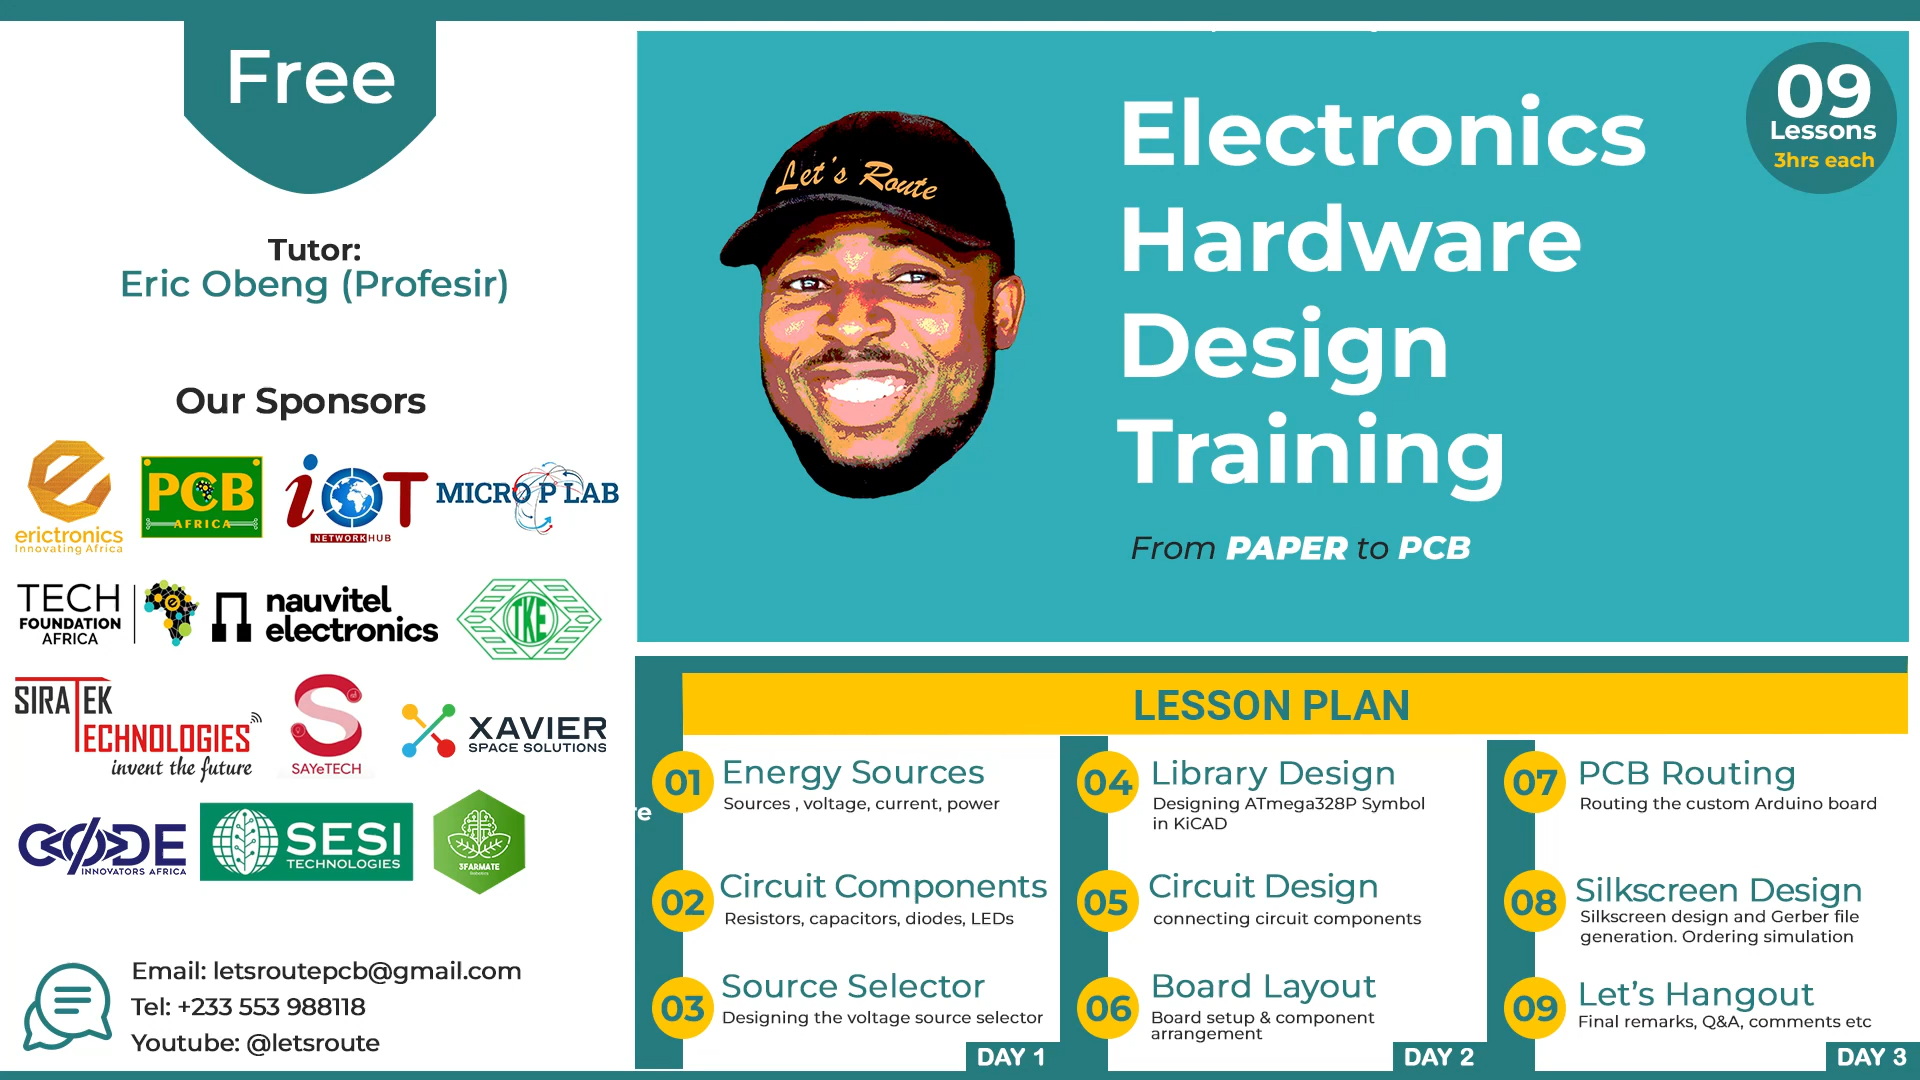 Free
Tutor:
Eric Obeng (Profesir)
Our Sponsors
erictronics
Innovating Africa
PCB
AFRICA
iOT
NETWORKHUB
MICRO P LAB
TECH
FOUNDATION
AFRICA
e
nauvitel
electronics
TKE
SIRATEK
TECHNOLOGIES
invent the future
S
SAYeTECH
XAVIER
SPACE SOLUTIONS
CODE
INNOVATORS AFRICA
SESI
TECHNOLOGIES
3FARMATE
Robotics
Email: letsroutepcb@gmail.com
Tel: +233 553 988118
Youtube: @letsroute
Let's Route
Electronics
Hardware
Design
Training
From PAPER to PCB
09
Lessons
3hrs each
LESSON PLAN
re
01
Energy Sources
Sources , voltage, current, power
02
Circuit Components
Resistors, capacitors, diodes, LEDs
03
Source Selector
Designing the voltage source selector
DAY 1
04
Library Design
Designing ATmega328P Symbol
in KiCAD
05
Circuit Design
connecting circuit components
06
Board Layout
Board setup & component
arrangement
DAY 2
07
PCB Routing
Routing the custom Arduino board
08
Silkscreen Design
Silkscreen design and Gerber file
generation. Ordering simulation
09
Let’s Hangout
Final remarks, Q&A, comments etc
DAY 3